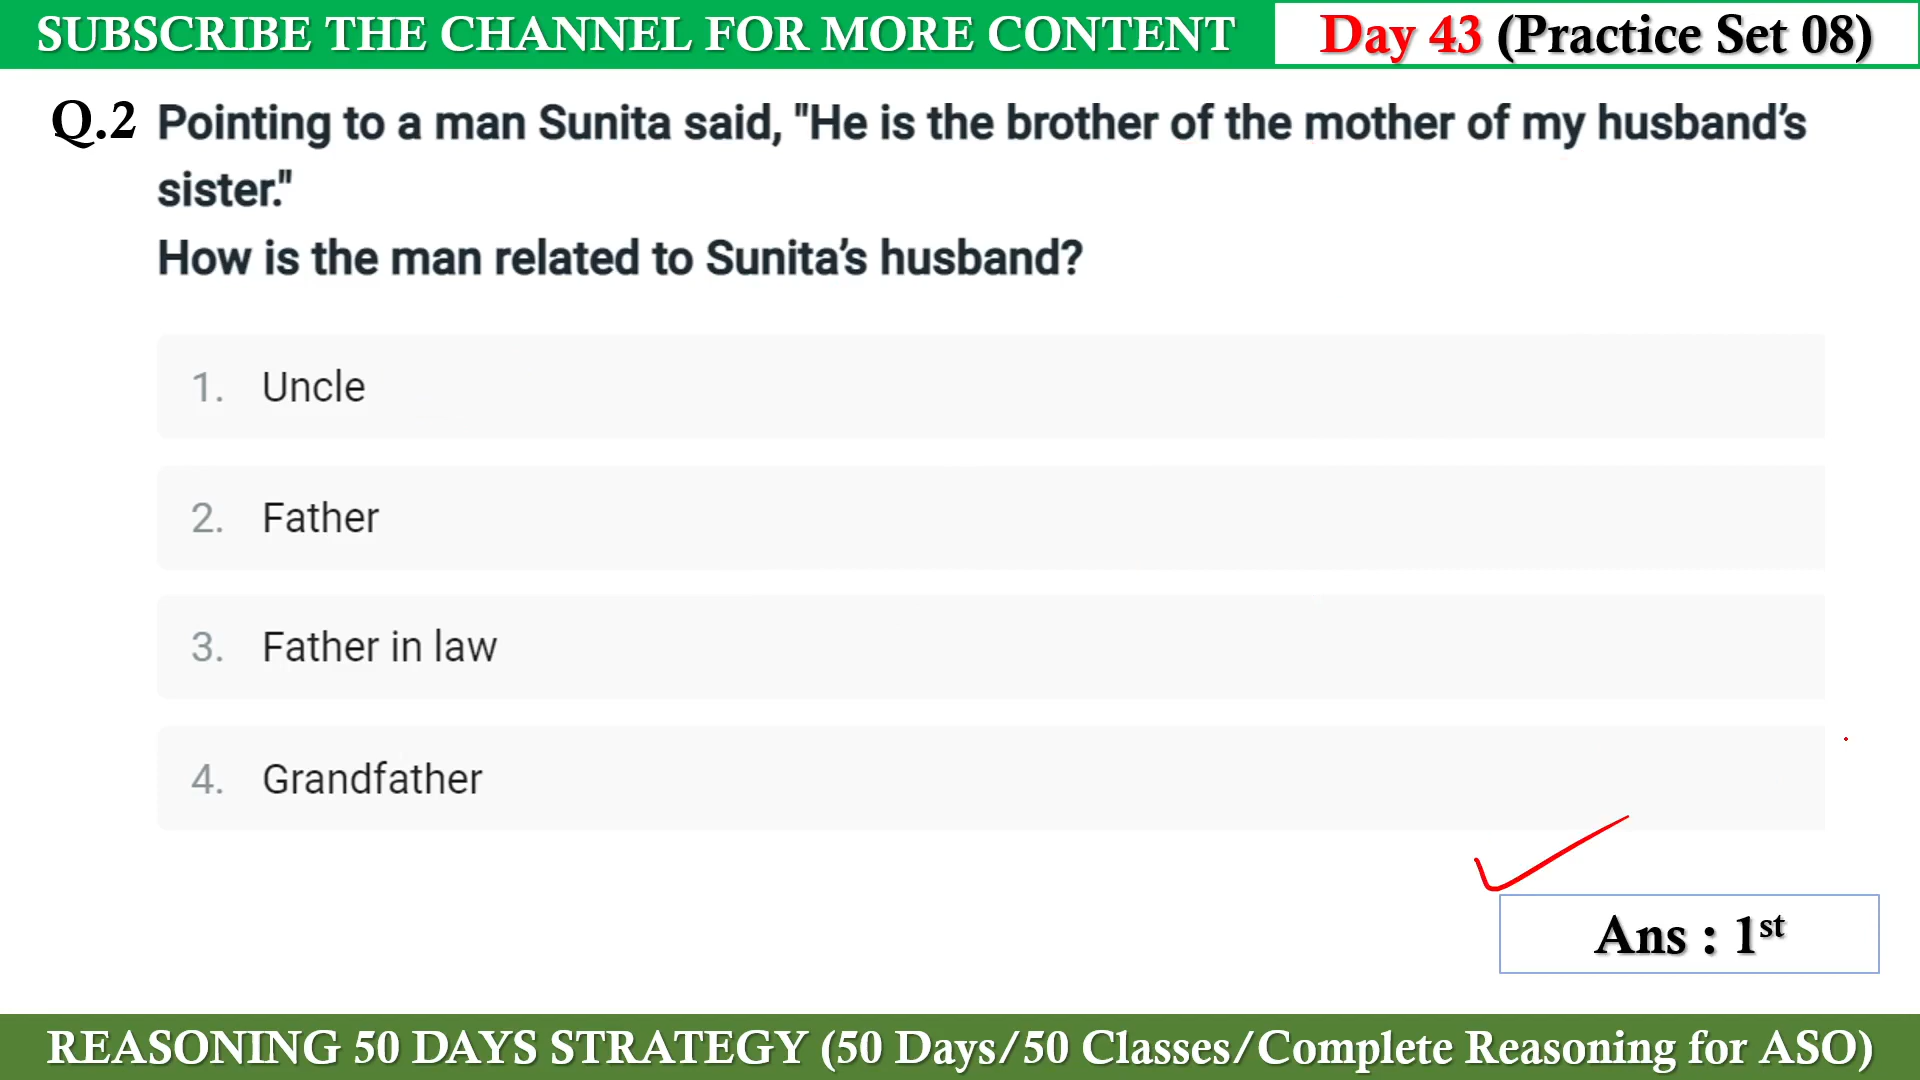 SUBSCRIBE THE CHANNEL FOR MORE CONTENT
Day 43 (Practice Set 08)
Q.2 Pointing to a man Sunita said, "He is the brother of the mother of my husband’s
sister."
How is the man related to Sunita’s husband?
1. Uncle
2. Father
3. Father in law
4. Grandfather
Ans : 1st
REASONING 50 DAYS STRATEGY (50 Days/50 Classes/Complete Reasoning for ASO)